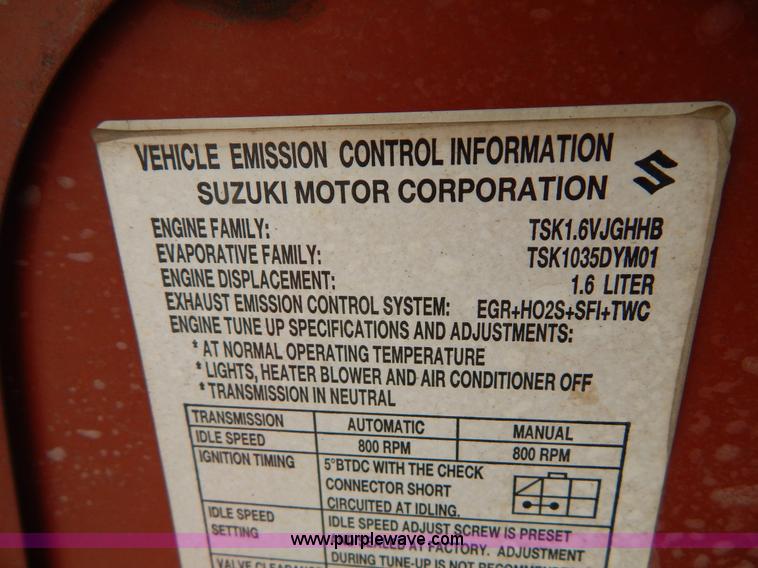 VEHICLE EMISSION CONTROL INFORMATION
SUZUKI MOTOR CORPORATION
ENGINE FAMILY: TSK1.6VJGHHB
EVAPORATIVE FAMILY: TSK1035DYM01
ENGINE DISPLACEMENT: 1.6 LITER
EXHAUST EMISSION CONTROL SYSTEM: EGR+HO2S+SFI+TWC
ENGINE TUNE UP SPECIFICATIONS AND ADJUSTMENTS:
* AT NORMAL OPERATING TEMPERATURE
* LIGHTS, HEATER BLOWER AND AIR CONDITIONER OFF
* TRANSMISSION IN NEUTRAL
TRANSMISSION AUTOMATIC MANUAL
IDLE SPEED 800 RPM 800 RPM
IGNITION TIMING 5°BTDC WITH THE CHECK
CONNECTOR SHORT
CIRCUITED AT IDLING.
IDLE SPEED IDLE SPEED ADJUST SCREW IS PRESET
SETTING AT FACTORY. ADJUSTMENT
www.purplewave.com
DURING TUNE-UP IS NOT
VALVE